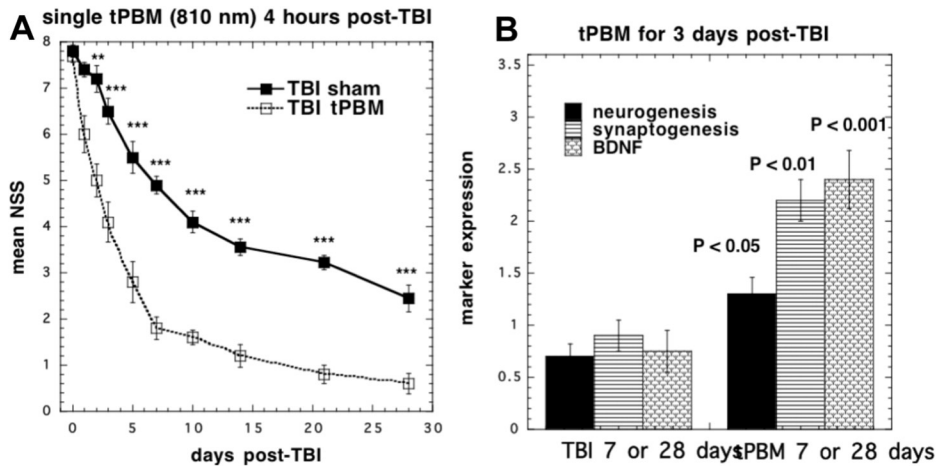 A
single tPBM (810 nm) 4 hours post-TBI
8
7
6
5
4
3
2
1
0
mean NSS
**
***
***
***
***
***
***
***
TBI sham
TBI tPBM
0 5 10 15 20 25 30
days post-TBI
B
tPBM for 3 days post-TBI
3.5
3
2.5
2
1.5
1
0.5
0
marker expression
neurogenesis
synaptogenesis
BDNF
P < 0.001
P < 0.01
P < 0.05
TBI 7 or 28 days
tPBM 7 or 28 days